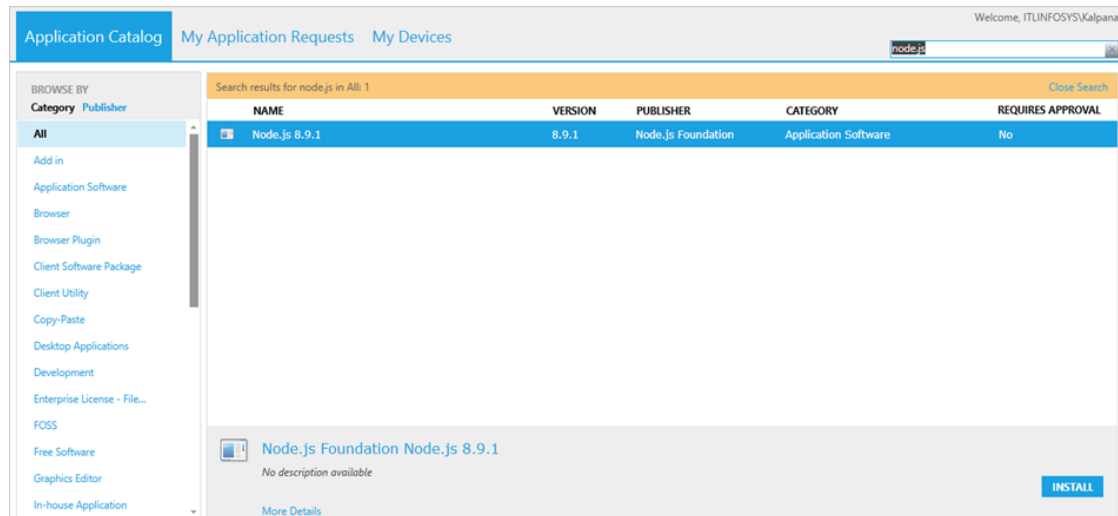 Welcome, ITLINFOSYS\Kalpana
Application Catalog My Application Requests My Devices
node.js
BROWSE BY
Category Publisher
All
Add in
Application Software
Browser
Browser Plugin
Client Software Package
Client Utility
Copy-Paste
Desktop Applications
Development
Enterprise License - File...
FOSS
Free Software
Graphics Editor
In-house Application
Search results for node.js in All: 1 Close Search
NAME VERSION PUBLISHER CATEGORY REQUIRES APPROVAL
Node.js 8.9.1 8.9.1 Node.js Foundation Application Software No
Node.js Foundation Node.js 8.9.1
No description available
INSTALL
More Details